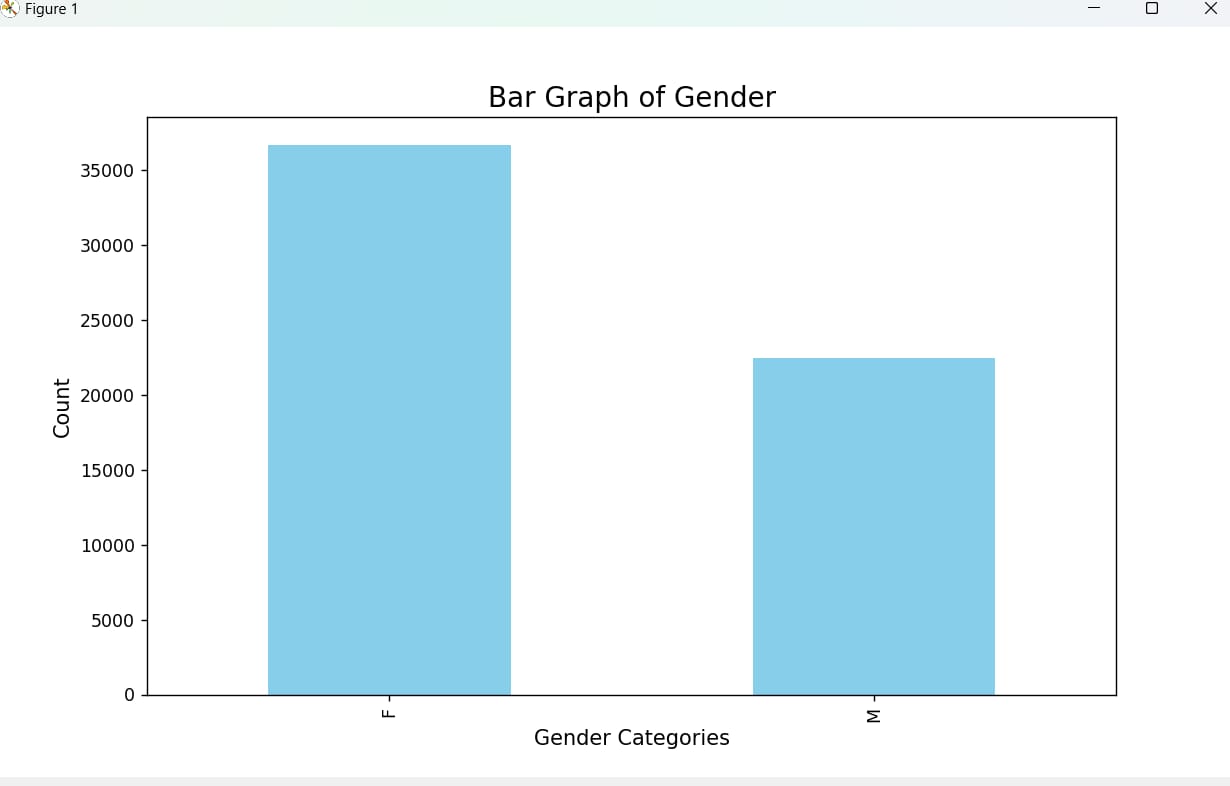 Figure 1
Bar Graph of Gender
35000
30000
25000
20000
15000
10000
5000
0
Count
F
M
Gender Categories